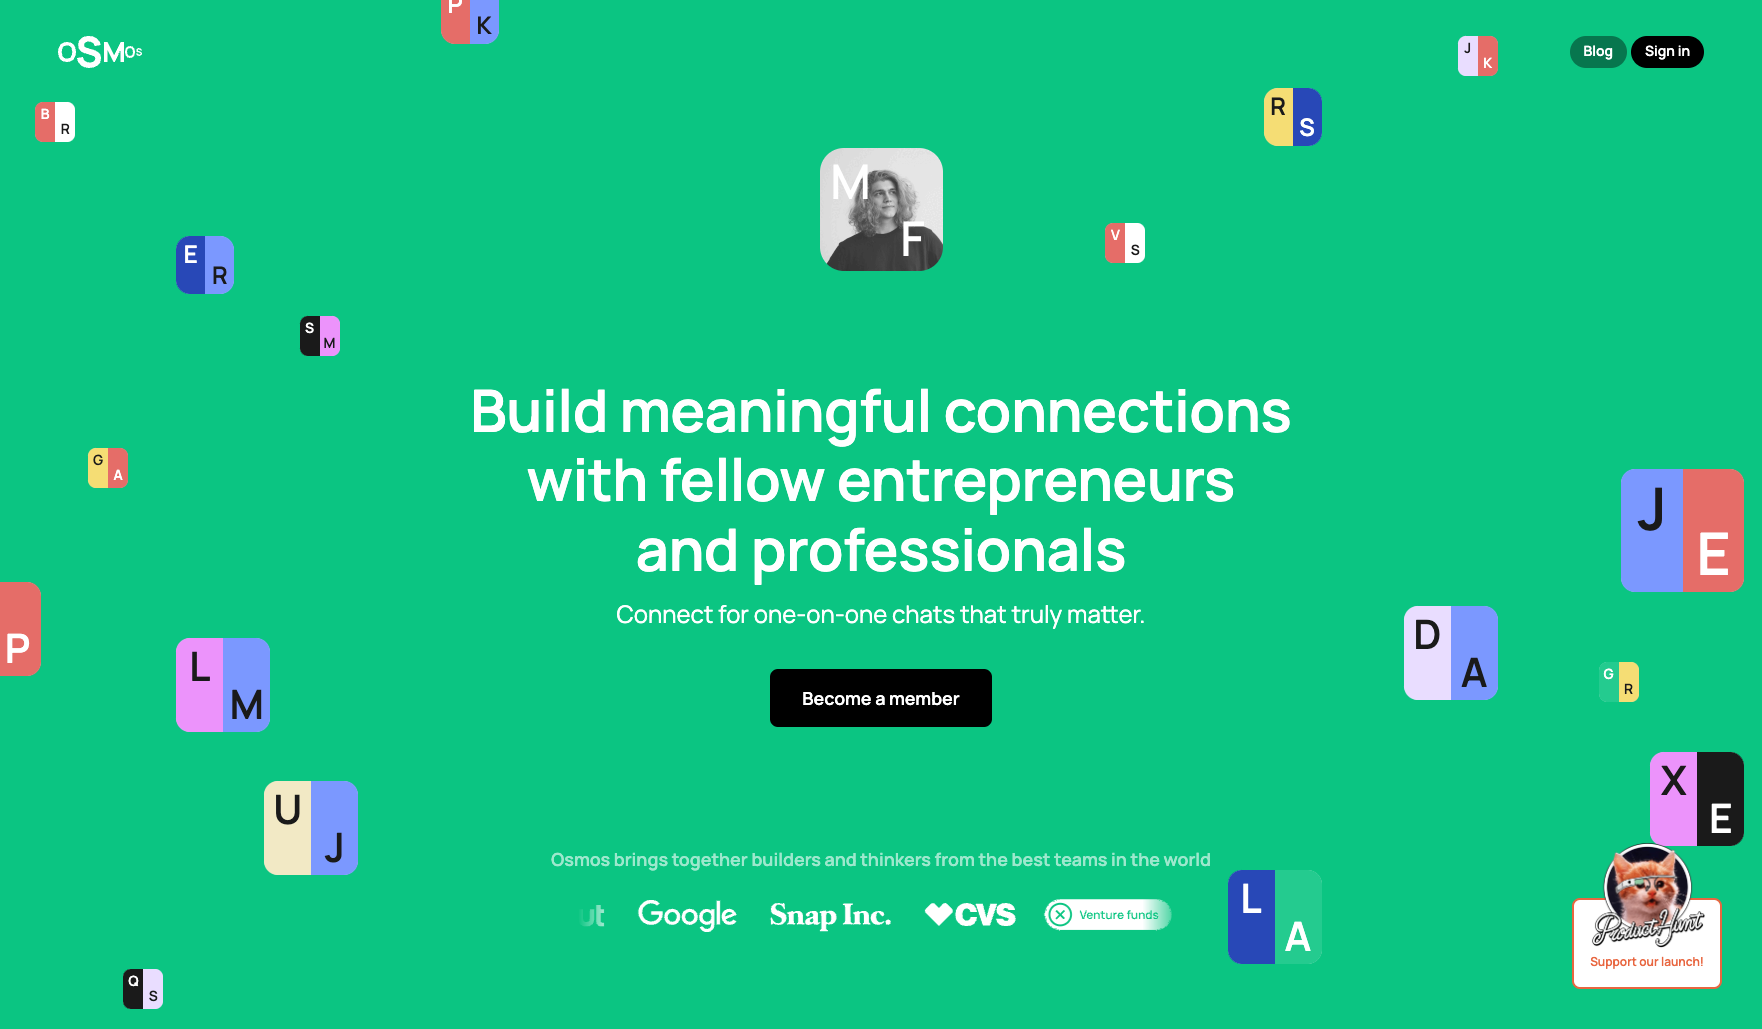 P
K
OSMOs
J
K
Blog
Sign in
B
R
R
S
M
F
V
S
E
R
S
M
Build meaningful connections
with fellow entrepreneurs
and professionals
G
A
J
E
Connect for one-on-one chats that truly matter.
P
L
M
D
A
G
R
Become a member
X
E
U
J
Osmos brings together builders and thinkers from the best teams in the world
ut
Google
Snap Inc.
CVS
Venture funds
L
A
Product Hunt
Support our launch!
Q
S